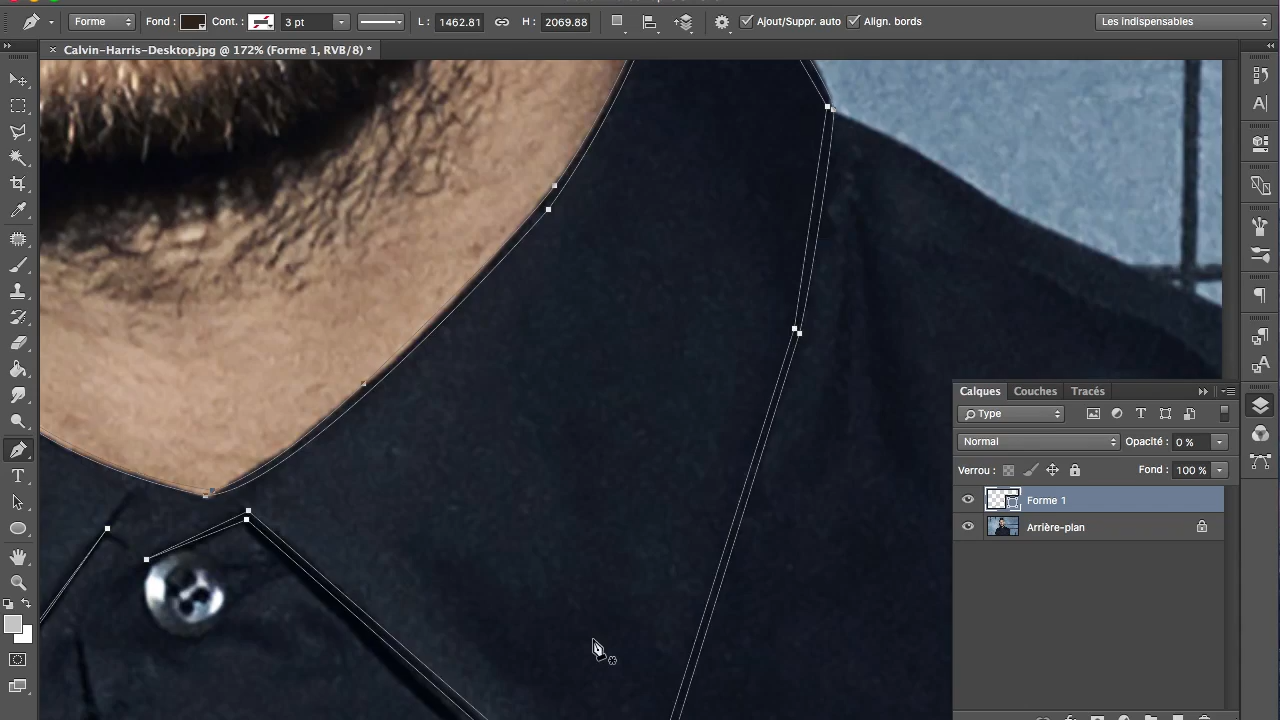 Forme Fond : Cont. : 3 pt L : 1462.81 H : 2069.88 Ajout/Suppr. auto Align. bords Les indispensables
Calvin-Harris-Desktop.jpg @ 172% (Forme 1, RVB/8) *
Calques Couches Tracés
Type
Normal Opacité : 0 %
Verrou : Fond : 100 %
Forme 1
Arrière-plan